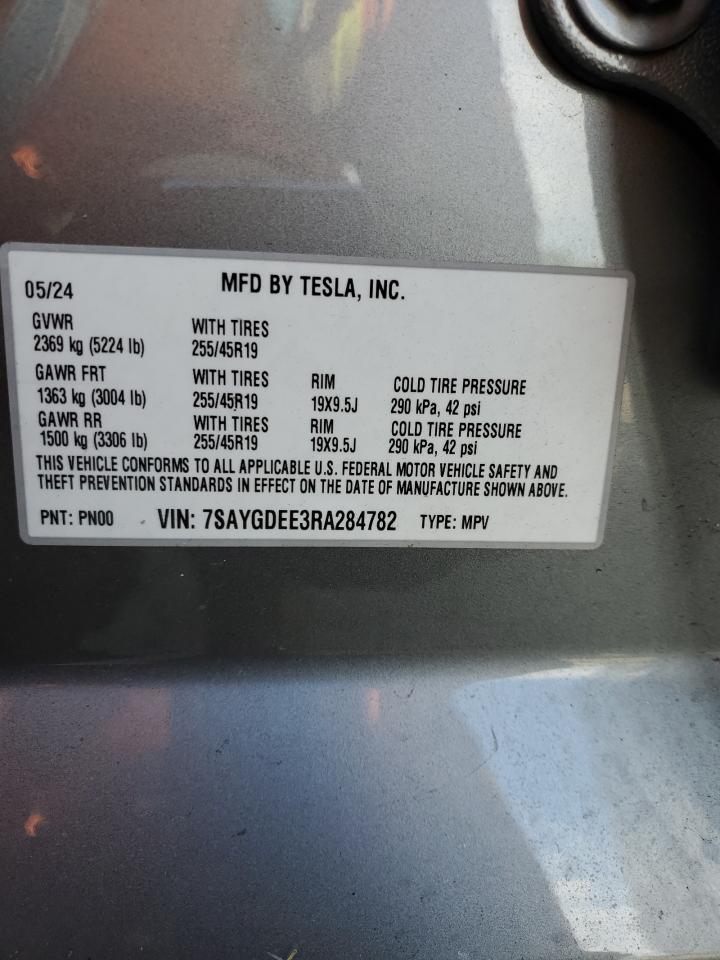 05/24 MFD BY TESLA, INC.
GVWR WITH TIRES
2369 kg (5224 lb) 255/45R19
GAWR FRT WITH TIRES RIM COLD TIRE PRESSURE
1363 kg (3004 lb) 255/45R19 19X9.5J 290 kPa, 42 psi
GAWR RR WITH TIRES RIM COLD TIRE PRESSURE
1500 kg (3306 lb) 255/45R19 19X9.5J 290 kPa, 42 psi
THIS VEHICLE CONFORMS TO ALL APPLICABLE U.S. FEDERAL MOTOR VEHICLE SAFETY AND
THEFT PREVENTION STANDARDS IN EFFECT ON THE DATE OF MANUFACTURE SHOWN ABOVE.
PNT: PN00 VIN: 7SAYGDEE3RA284782 TYPE: MPV